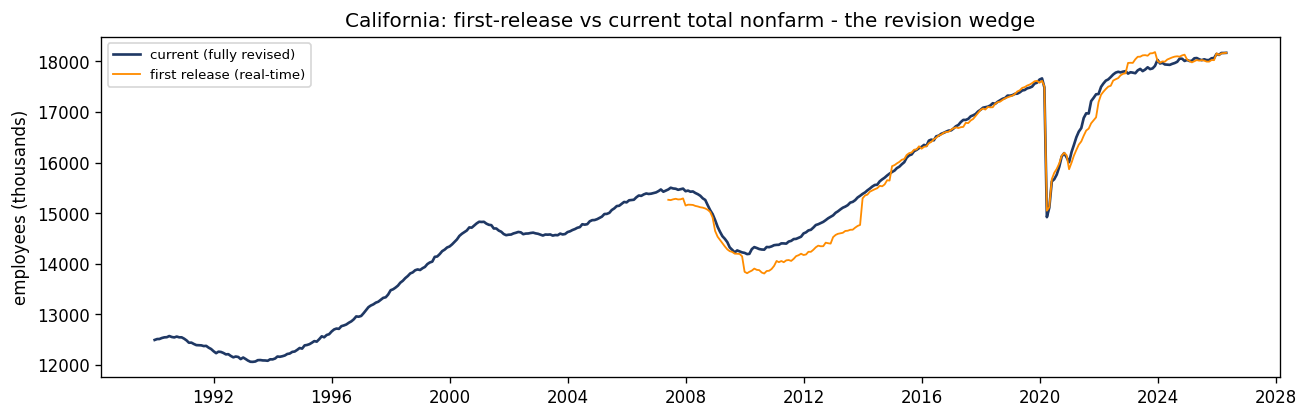 California: first-release vs current total nonfarm - the revision wedge
current (fully revised)
first release (real-time)
employees (thousands)
18000
17000
16000
15000
14000
13000
12000
1992 1996 2000 2004 2008 2012 2016 2020 2024 2028